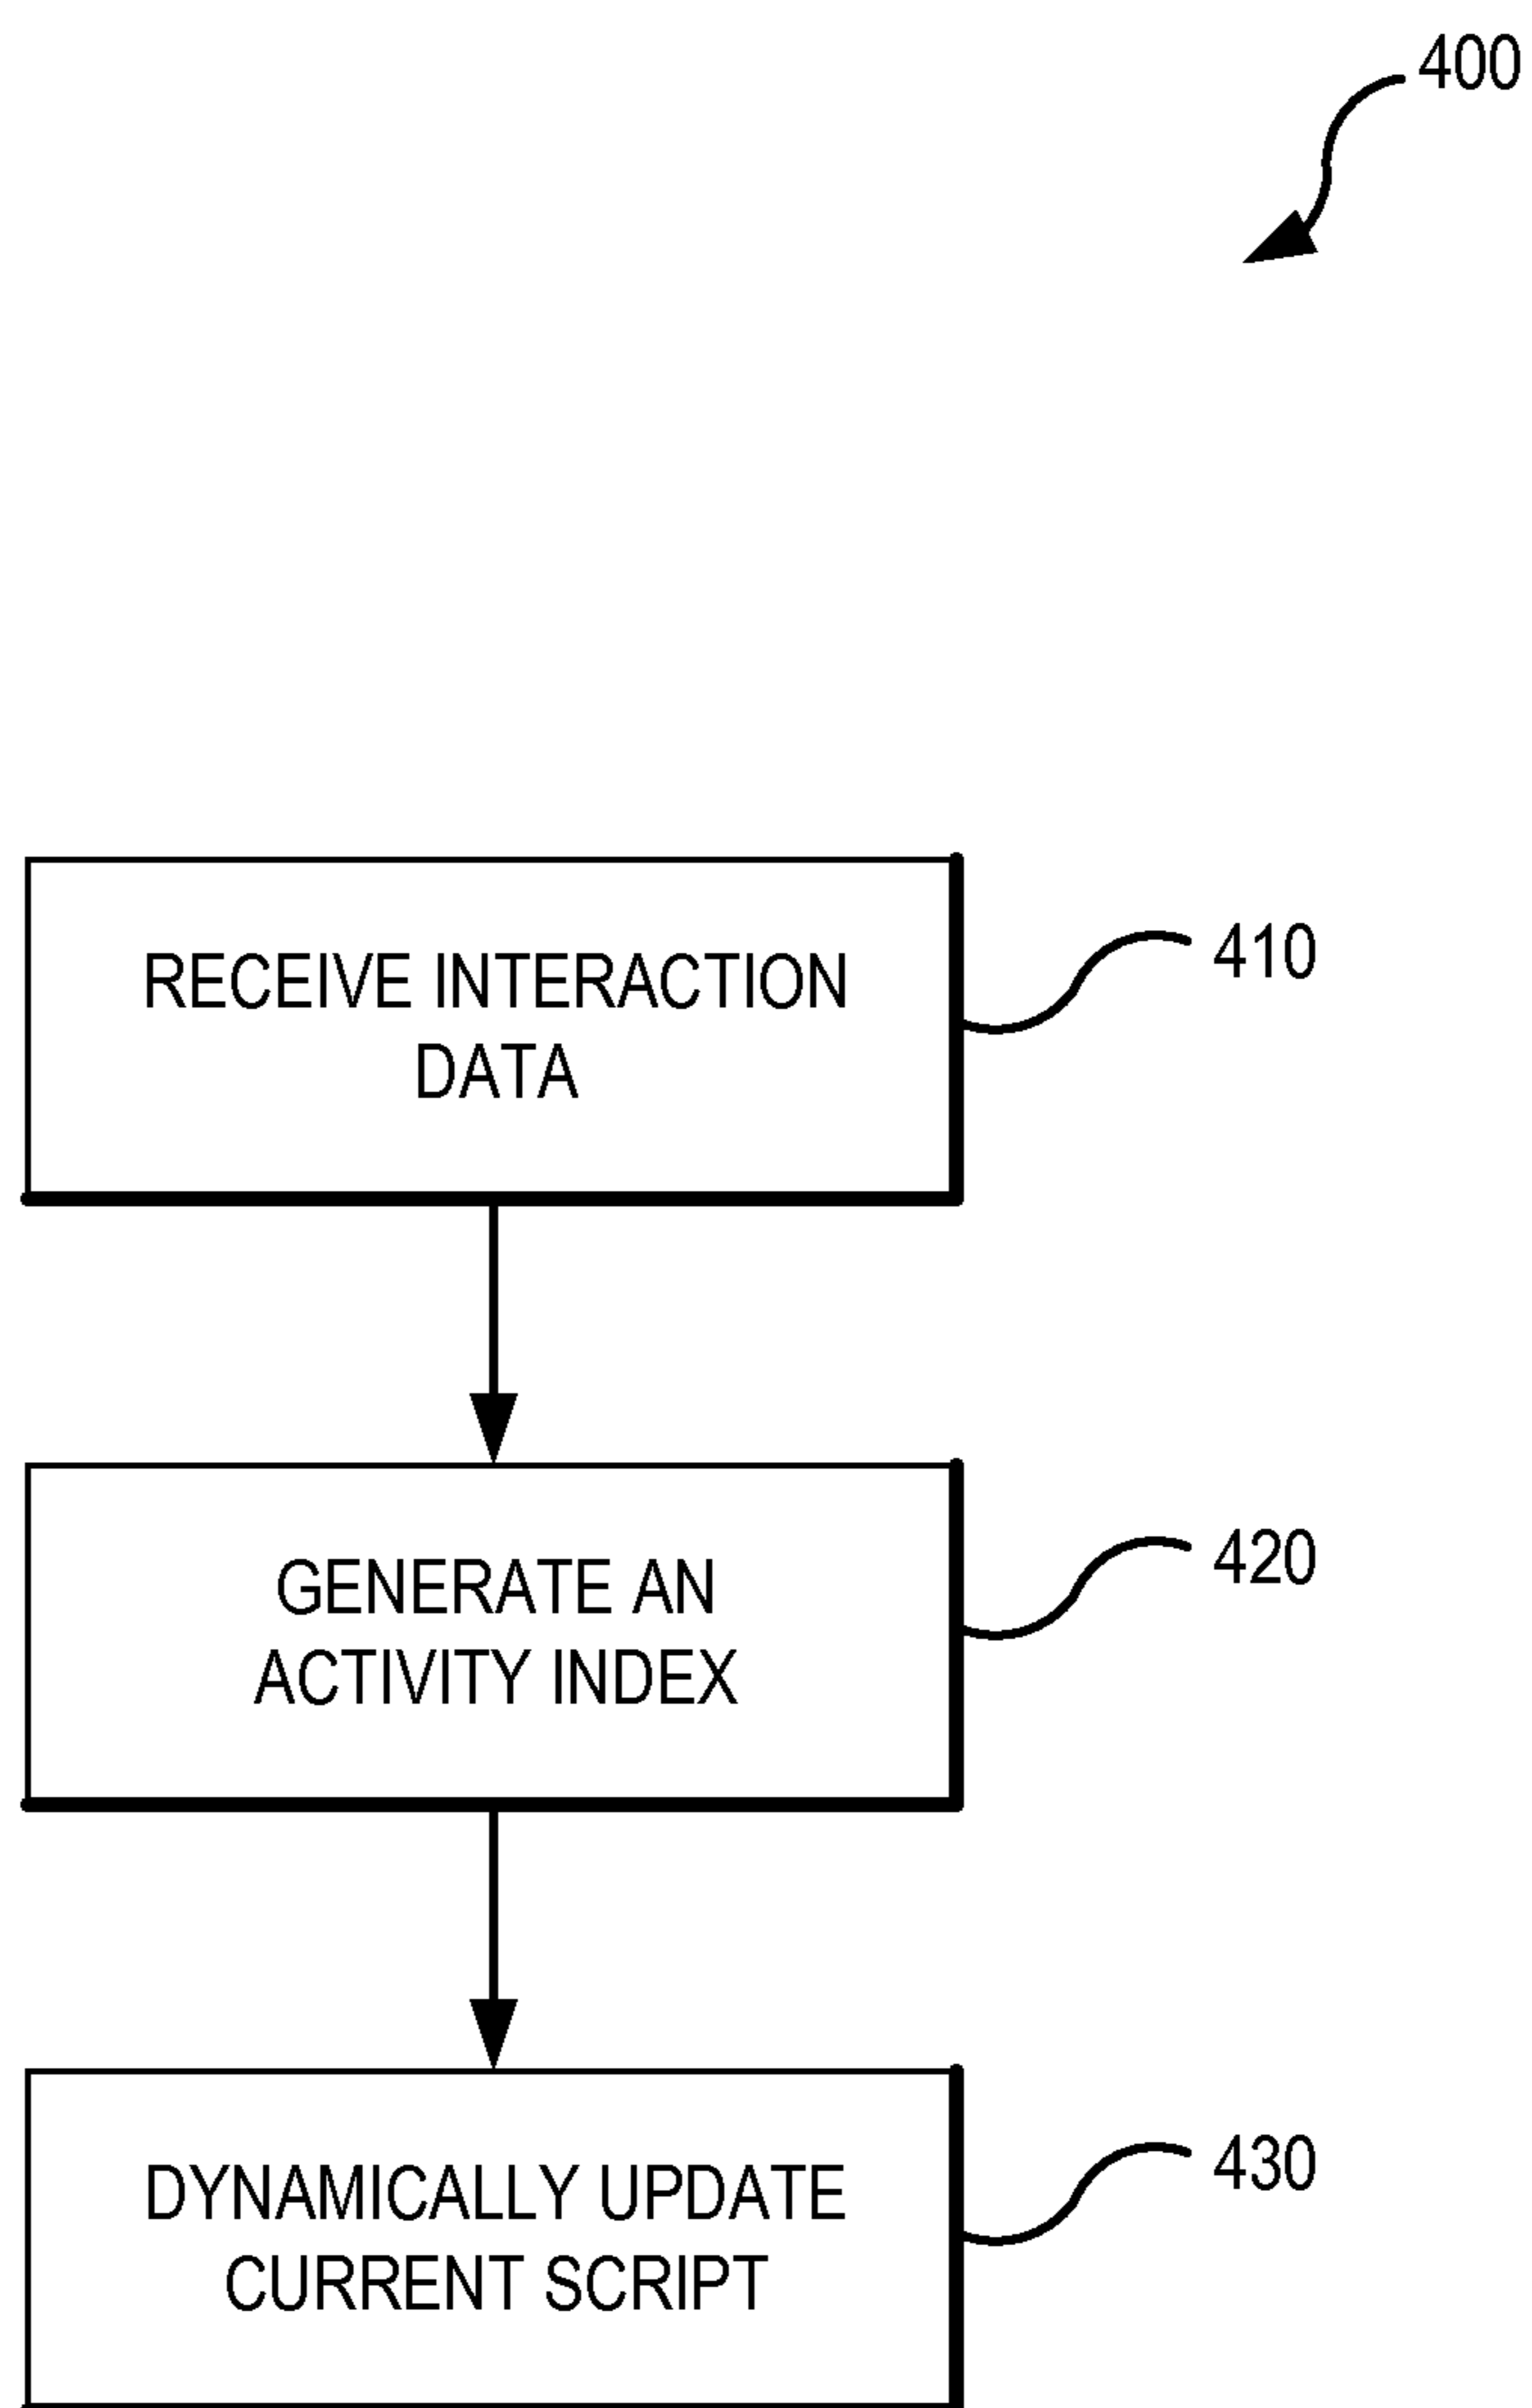 400
RECEIVE INTERACTION
DATA
410
GENERATE AN
ACTIVITY INDEX
420
DYNAMICALLY UPDATE
CURRENT SCRIPT
430